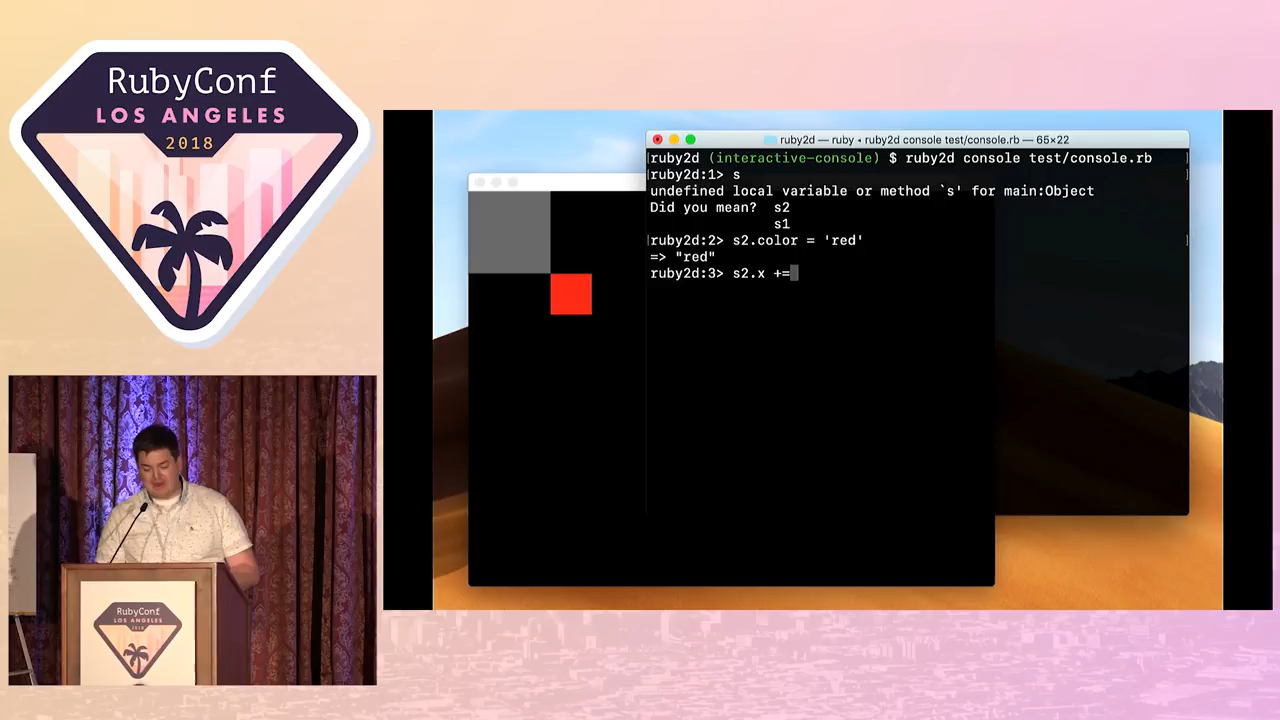 RubyConf
LOS ANGELES
2018
ruby2d — ruby • ruby2d console test/console.rb — 65×22
ruby2d (interactive-console) $ ruby2d console test/console.rb
ruby2d:1> s
undefined local variable or method `s' for main:Object
Did you mean?  s2
s1
ruby2d:2> s2.color = 'red'
=> "red"
ruby2d:3> s2.x +=
RubyConf
LOS ANGELES
2018